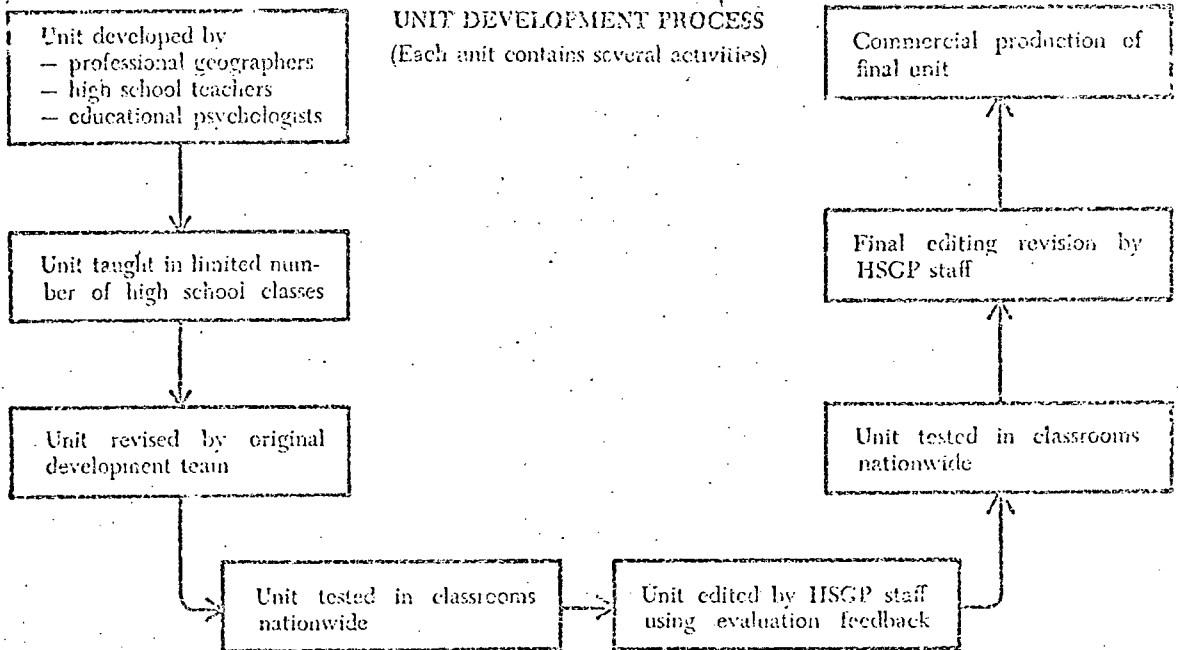 UNIT DEVELOPMENT PROCESS
(Each unit contains several activities)
Unit developed by
— professional geographers
— high school teachers
— educational psychologists
Unit taught in limited num-
ber of high school classes
Unit revised by original
development team
Unit tested in classrooms
nationwide
Unit edited by HSGP staff
using evaluation feedback
Unit tested in classrooms
nationwide
Final editing revision by
HSGP staff
Commercial production of
final unit